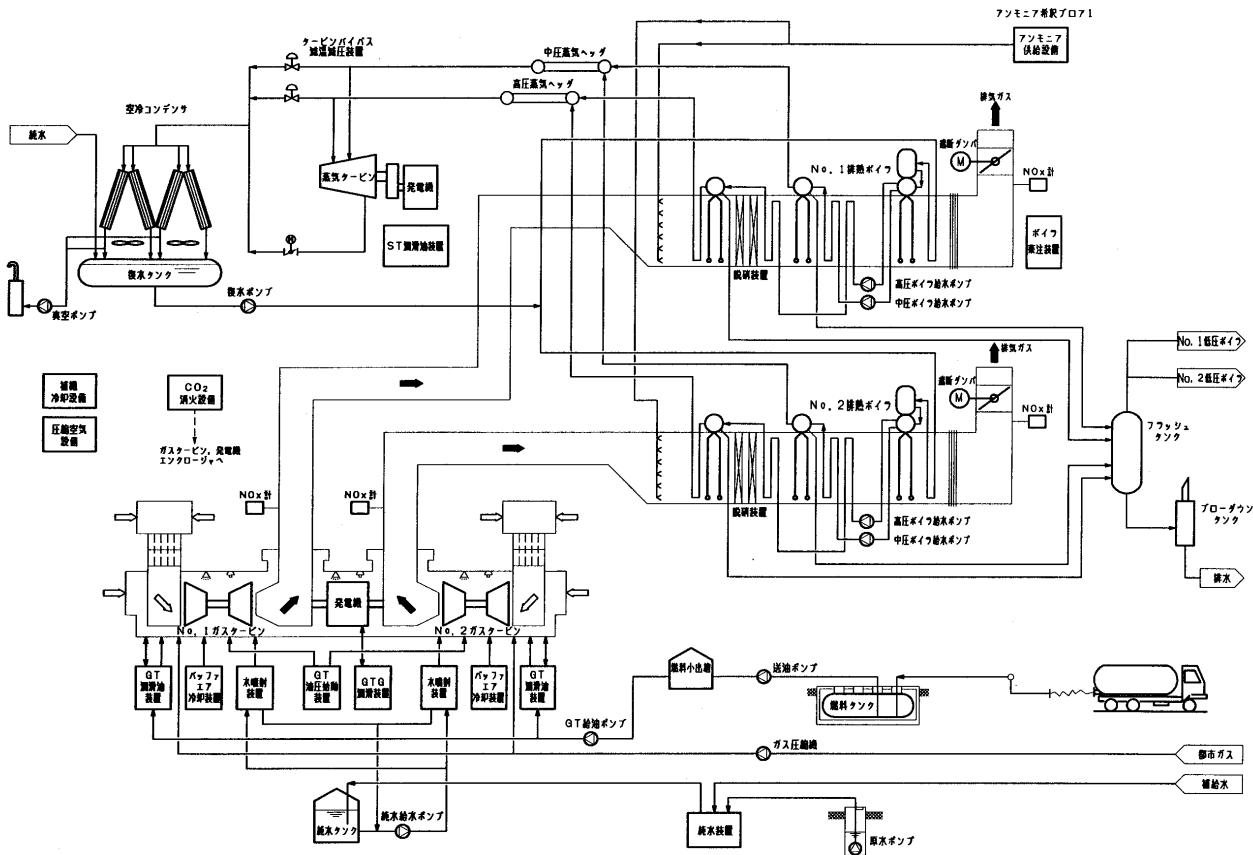 アンモニア希釈ブロア1
アンモニア
供給設備
タービンバイパス
減温減圧装置
中圧蒸気ヘッダ
高圧蒸気ヘッダ
空冷コンデンサ
純水
排気ガス
遮断ダンパ
M
No.1排熱ボイラ
NOx計
蒸気タービン
発電機
ボイラ
薬注装置
ST潤滑油装置
M
脱硝装置
復水タンク
高圧ボイラ給水ポンプ
中圧ボイラ給水ポンプ
復水ポンプ
真空ポンプ
No.1低圧ボイラ
No.2低圧ボイラ
排気ガス
遮断ダンパ
M
No.2排熱ボイラ
NOx計
補機
冷却設備
CO₂
消火設備
圧縮空気
設備
ガスタービン,発電機
エンクロージャへ
フラッシュ
タンク
NOx計
NOx計
脱硝装置
高圧ボイラ給水ポンプ
中圧ボイラ給水ポンプ
ブローダウン
タンク
排水
発電機
No.1ガスタービン
No.2ガスタービン
GT
潤滑油
装置
バッファ
エア
冷却装置
水噴射
装置
GT
油圧始動
装置
GTG
潤滑装置
水噴射
装置
バッファ
エア
冷却装置
GT
潤滑油
装置
燃料小出槽
送油ポンプ
燃料タンク
GT給油ポンプ
ガス圧縮機
都市ガス
補給水
純水タンク
純水給水ポンプ
純水装置
原水ポンプ